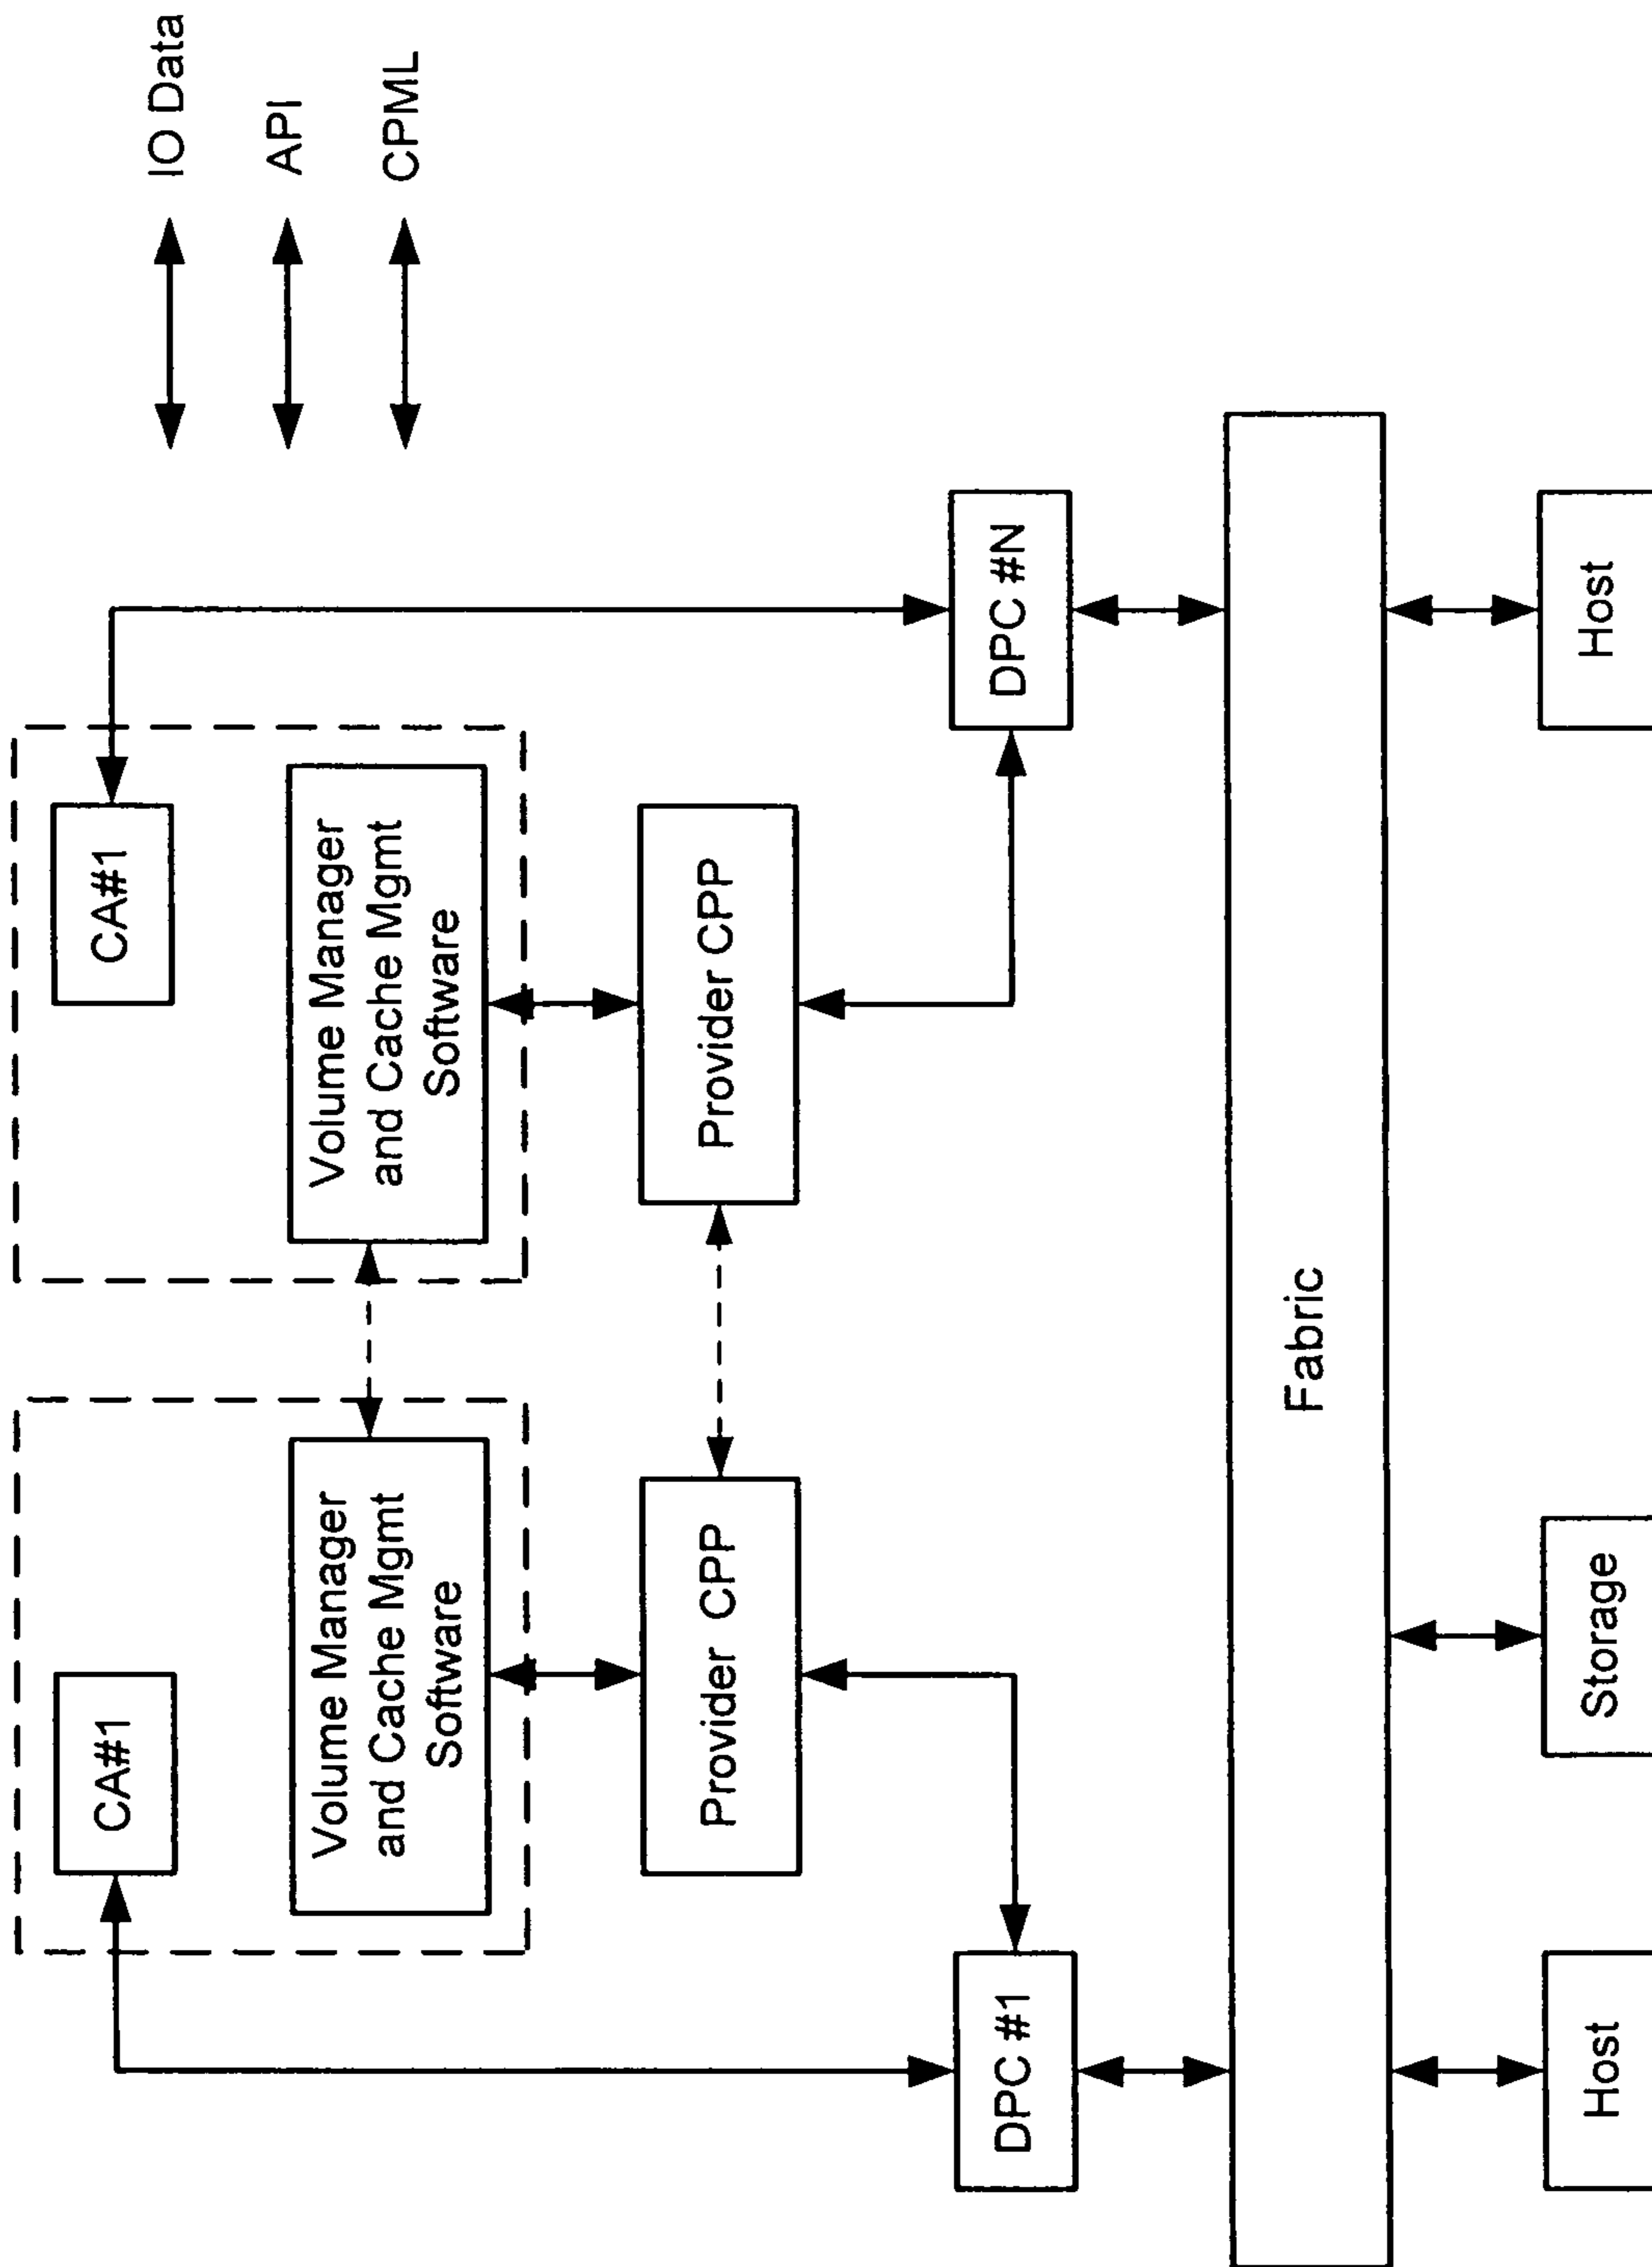 IO Data
API
CPML
CA#1
CA#1
Volume Manager
and Cache Mgmt
Software
Volume Manager
and Cache Mgmt
Software
Provider CPP
Provider CPP
DPC #1
DPC #N
Fabric
Host
Storage
Host